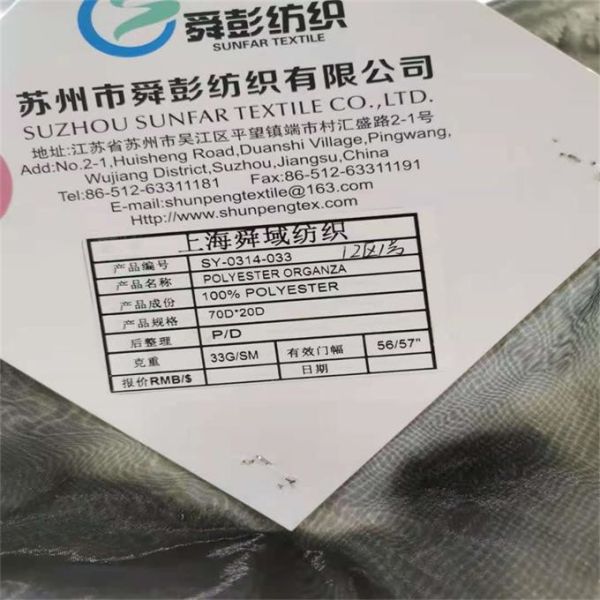 舜彭纺织
SUNFAR TEXTILE
苏州市舜彭纺织有限公司
SUZHOU SUNFAR TEXTILE CO.,LTD.
地址:江苏省苏州市吴江区平望镇端市村汇盛路2-1号
Add:No.2-1,Huisheng Road,Duanshi Village,Pingwang,
Wujiang District,Suzhou,Jiangsu,China
Tel:86-512-63311181 Fax:86-512-63311191
E-mail:shunpengtextile@163.com
Http://www.shunpengtex.com
上海舜域纺织
产品编号 SY-0314-033
产品名称 POLYESTER ORGANZA
产品成份 100% POLYESTER
产品规格 70D*20D
后整理 P/D
克重 33G/SM 有效门幅 56/57"
报价RMB/$ 日期